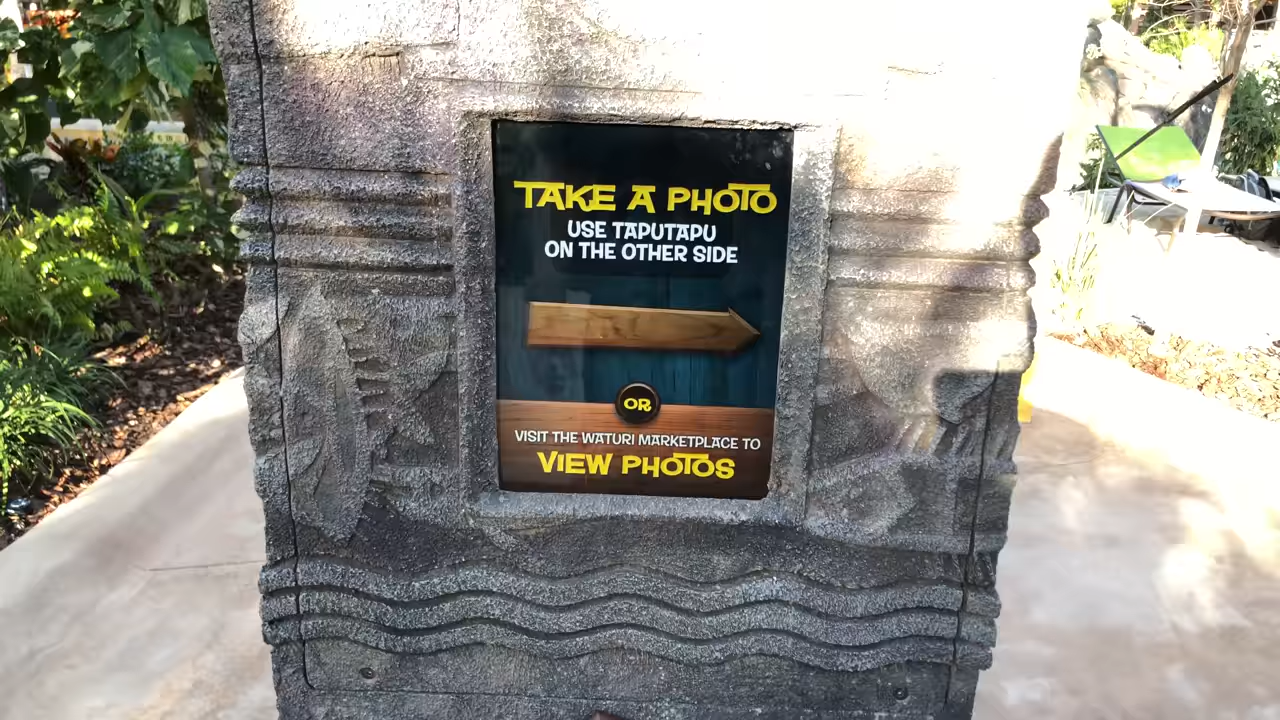 TAKE A PHOTO
USE TAPUTAPU
ON THE OTHER SIDE
OR
VISIT THE WATURI MARKETPLACE TO
VIEW PHOTOS